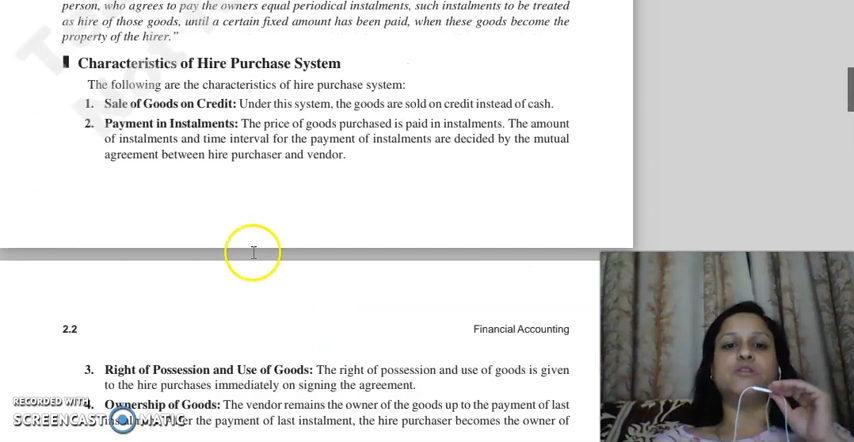 person, who agrees to pay the owners equal periodical instalments, such instalments to be treated
as hire of those goods, until a certain fixed amount has been paid, when these goods become the
property of the hirer.”
Characteristics of Hire Purchase System
The following are the characteristics of hire purchase system:
1. Sale of Goods on Credit: Under this system, the goods are sold on credit instead of cash.
2. Payment in Instalments: The price of goods purchased is paid in instalments. The amount
of instalments and time interval for the payment of instalments are decided by the mutual
agreement between hire purchaser and vendor.
2.2 Financial Accounting
3. Right of Possession and Use of Goods: The right of possession and use of goods is given
to the hire purchases immediately on signing the agreement.
4. Ownership of Goods: The vendor remains the owner of the goods up to the payment of last
the payment of last instalment, the hire purchaser becomes the owner of
RECORDED WITH
SCREENCAST MATIC